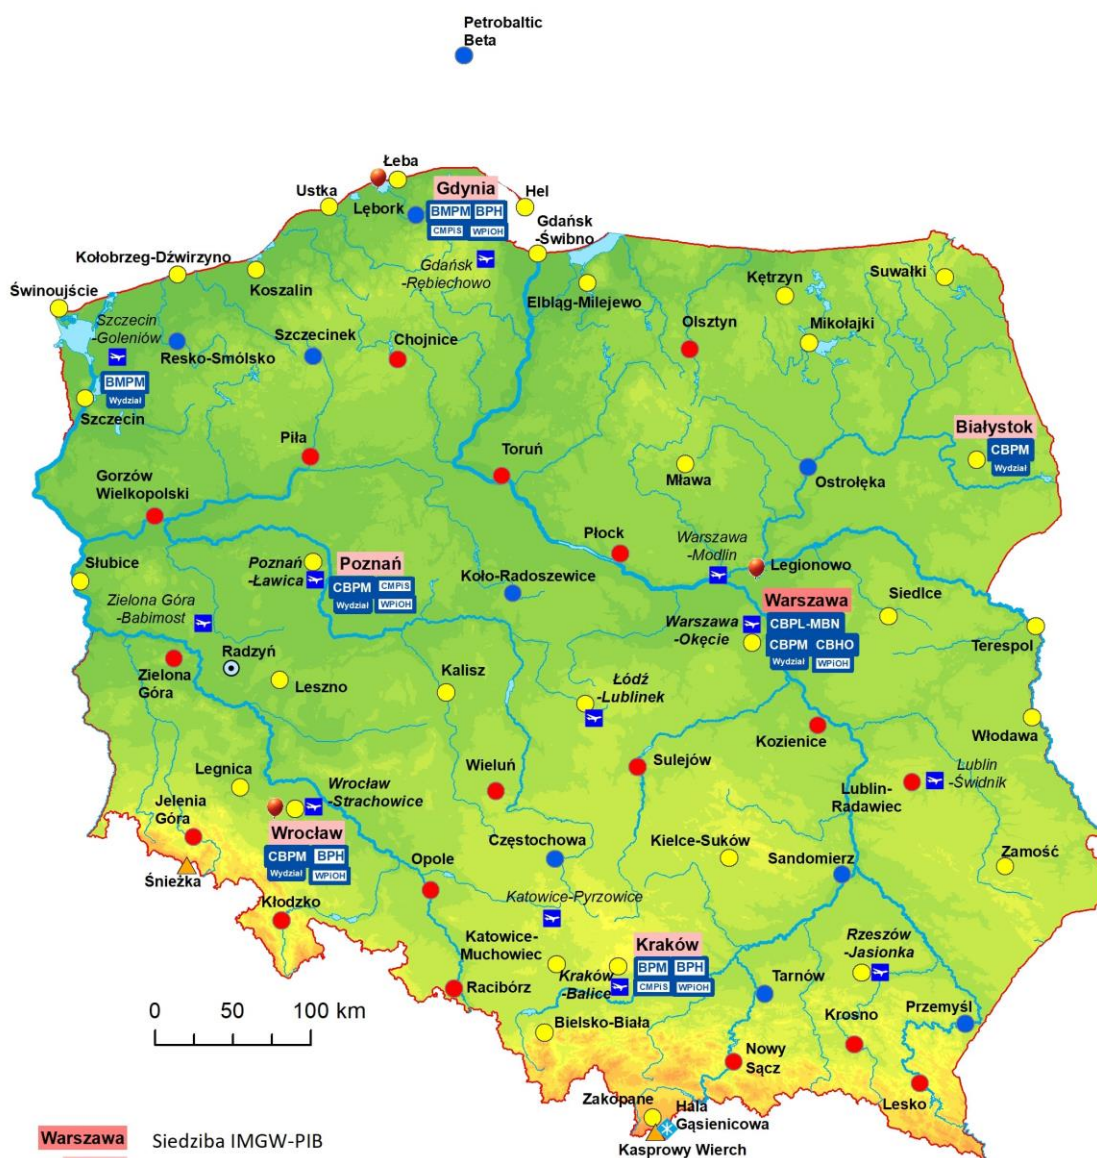 Petrobaltic
Beta
Łeba
Ustka
Lębork
Gdynia
BMPM BPH
CMPiS WPiOH
Hel
Gdańsk
-Świbno
Gdańsk
-Rębiechowo
Kołobrzeg-Dźwirzyno
Koszalin
Świnoujście
Szczecin
-Goleniów
Resko-Smólsko
Szczecinek
Chojnice
Elbląg-Milejewo
Kętrzyn
Suwałki
Olsztyn
Mikołajki
BMPM
Wydział
Szczecin
Białystok
CBPM
Wydział
Piła
Toruń
Mława
Ostrołęka
Gorzów
Wielkopolski
Płock
Warszawa
-Modlin
Legionowo
Słubice
Poznań
-Ławica
Poznań
CBPM CMPiS
Wydział WPiOH
Koło-Radoszewice
Zielona Góra
-Babimost
Warszawa
CBPL-MBN
CBPM CBHO
Wydział WPiOH
Warszawa
-Okęcie
Siedlce
Terespol
Radzyń
Zielona
Góra
Leszno
Kalisz
Łódź
-Lublinek
Kozienice
Włodawa
Legnica
Wrocław
-Strachowice
Wieluń
Sulejów
Lublin
-Świdnik
Lublin-
Radawiec
Jelenia
Góra
Wrocław
CBPM BPH
Wydział WPiOH
Śnieżka
Częstochowa
Kielce-Suków
Sandomierz
Zamość
Opole
Kłodzko
Katowice-Pyrzowice
Katowice-
Muchowiec
Kraków
BPM BPH
CMPiS WPiOH
Kraków
-Balice
Rzeszów
-Jasionka
Racibórz
Tarnów
Krosno
Przemyśl
0 50 100 km
Bielsko-Biała
Nowy
Sącz
Lesko
Zakopane
Hala
Gąsienicowa
Kasprowy Wierch
Warszawa Siedziba IMGW-PIB